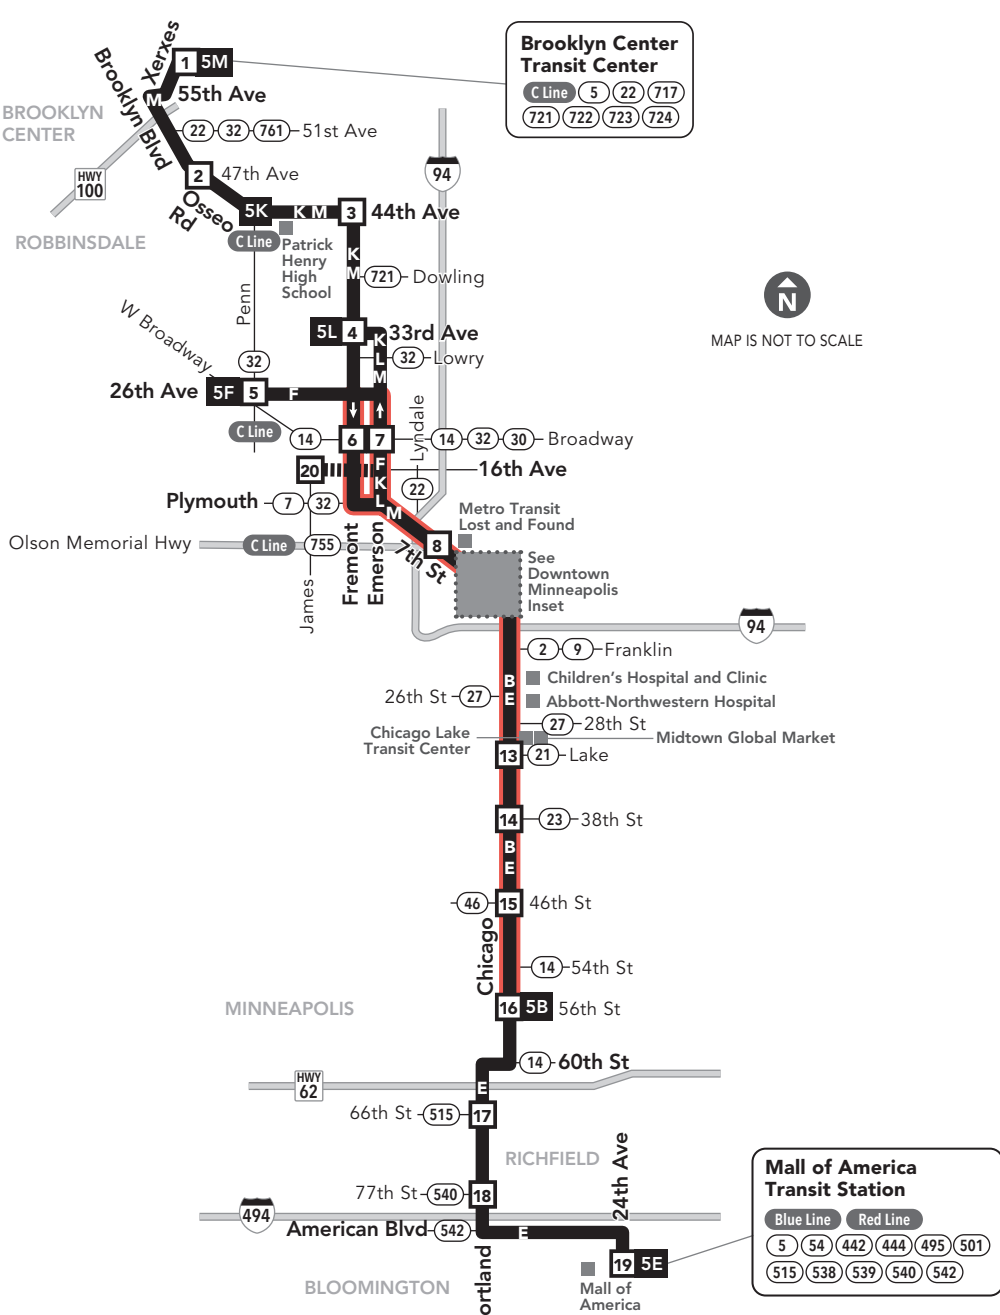 Xerxes
1 5M
Brooklyn Center
Transit Center
C Line 5 22 717
721 722 723 724
Brooklyn Blvd
M
55th Ave
BROOKLYN
CENTER
22 32 761 51st Ave
HWY
100
2 47th Ave
94
Osseo
Rd
5K K M 3 44th Ave
ROBBINSDALE
C Line
Patrick
Henry
High
School
K
M
721 Dowling
N
MAP IS NOT TO SCALE
Penn
W Broadway
5L 4 33rd Ave
K
L
M
32 Lowry
32
26th Ave 5F 5 F
C Line
14 6 7
Lyndale
14 32 30 Broadway
20
F
K
L
16th Ave
22
Plymouth 7 32
M
Metro Transit
Lost and Found
Olson Memorial Hwy C Line 755
8
7th St
Fremont
Emerson
James
See
Downtown
Minneapolis
Inset
94
2 9 Franklin
B
E
Children's Hospital and Clinic
26th St 27
Abbott-Northwestern Hospital
27 28th St
Chicago Lake
Transit Center
Midtown Global Market
13 21 Lake
14 23 38th St
B
E
46 15 46th St
Chicago
14 54th St
MINNEAPOLIS
16 5B 56th St
14 60th St
HWY
62
E
66th St 515 17
RICHFIELD
24th Ave
77th St 540 18
494
American Blvd 542
E
19 5E
ortland
BLOOMINGTON
Mall of
America
Mall of America
Transit Station
Blue Line Red Line
5 54 442 444 495 501
515 538 539 540 542